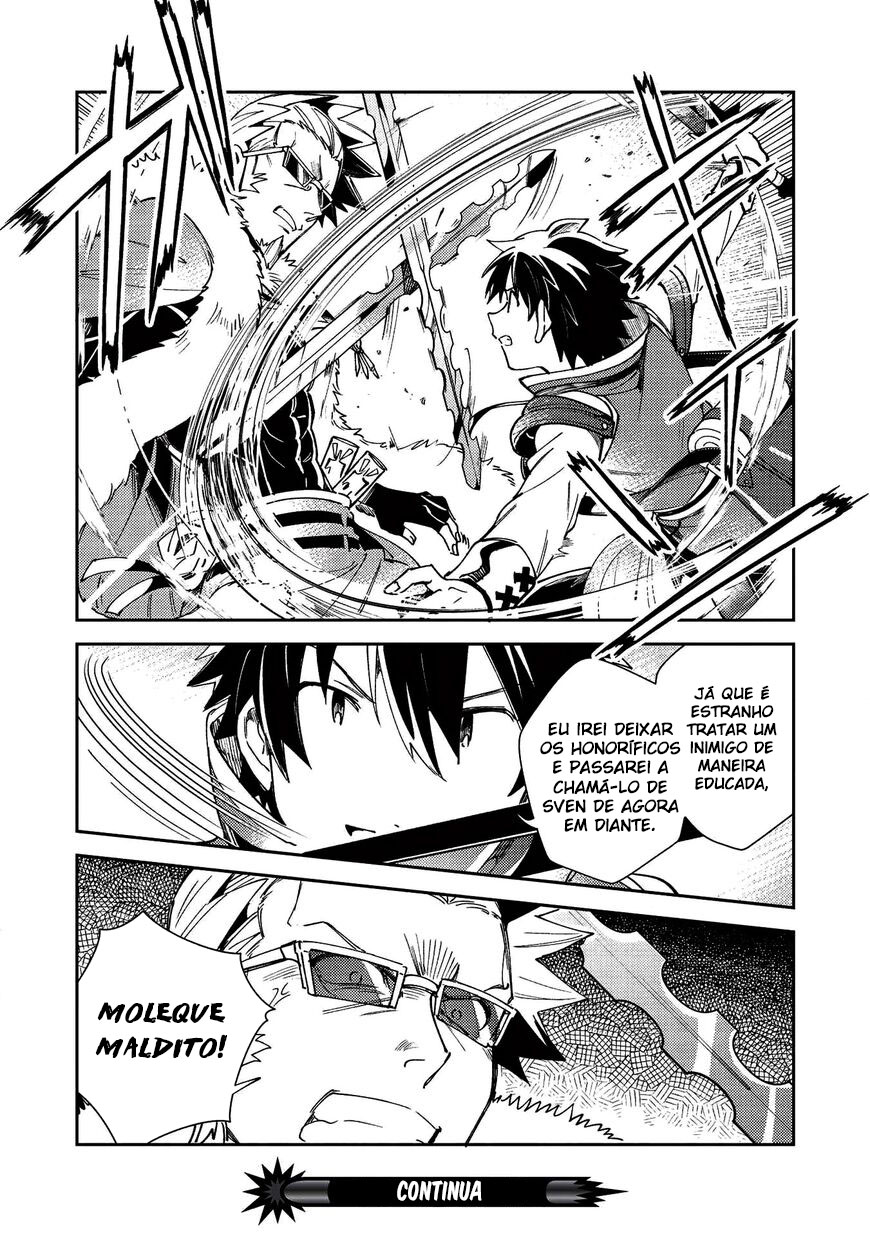 JÁ QUE É
ESTRANHO
TRATAR UM
INIMIGO DE
MANEIRA
EDUCADA,
EU IREI DEIXAR
OS HONORÍFICOS
E PASSAREI A
CHAMÁ-LO DE
SVEN DE AGORA
EM DIANTE.
MOLEQUE
MALDITO!
CONTINUA